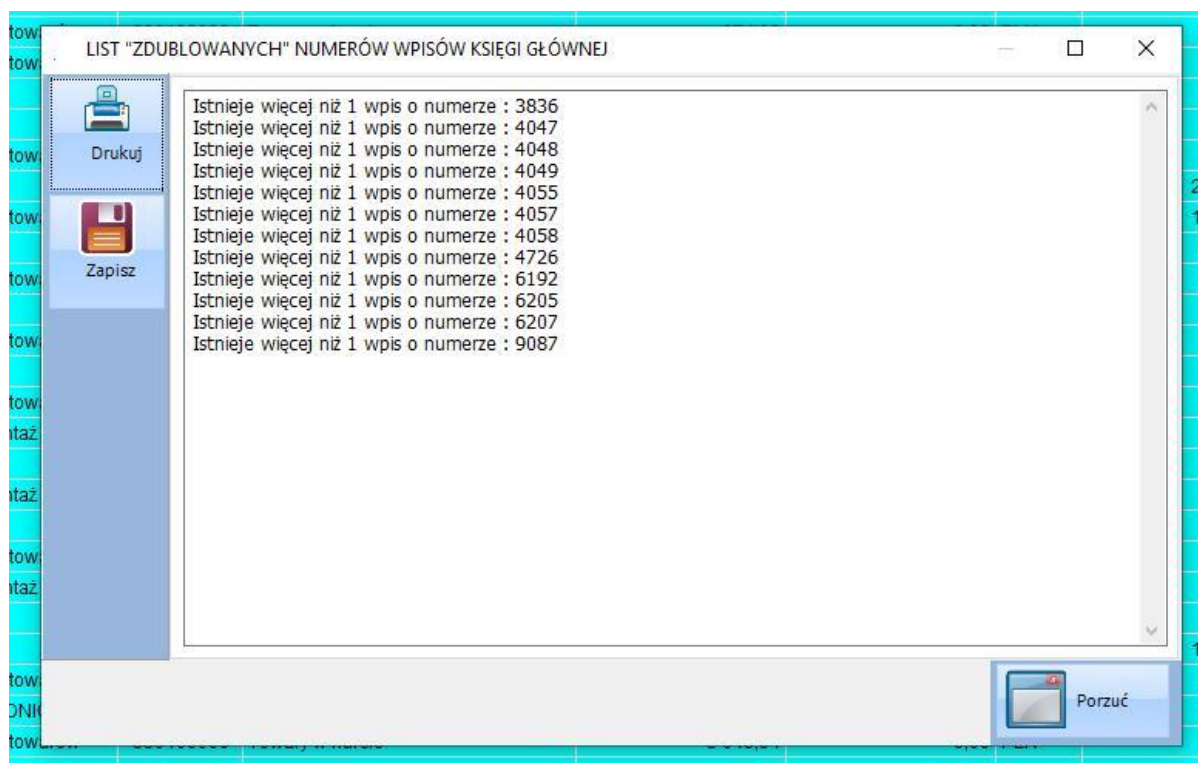 LIST "ZDUBLOWANYCH" NUMERÓW WPISÓW KSIĘGI GŁÓWNEJ
Drukuj
Zapisz
Istnieje więcej niż 1 wpis o numerze : 3836
Istnieje więcej niż 1 wpis o numerze : 4047
Istnieje więcej niż 1 wpis o numerze : 4048
Istnieje więcej niż 1 wpis o numerze : 4049
Istnieje więcej niż 1 wpis o numerze : 4055
Istnieje więcej niż 1 wpis o numerze : 4057
Istnieje więcej niż 1 wpis o numerze : 4058
Istnieje więcej niż 1 wpis o numerze : 4726
Istnieje więcej niż 1 wpis o numerze : 6192
Istnieje więcej niż 1 wpis o numerze : 6205
Istnieje więcej niż 1 wpis o numerze : 6207
Istnieje więcej niż 1 wpis o numerze : 9087
Porzuć